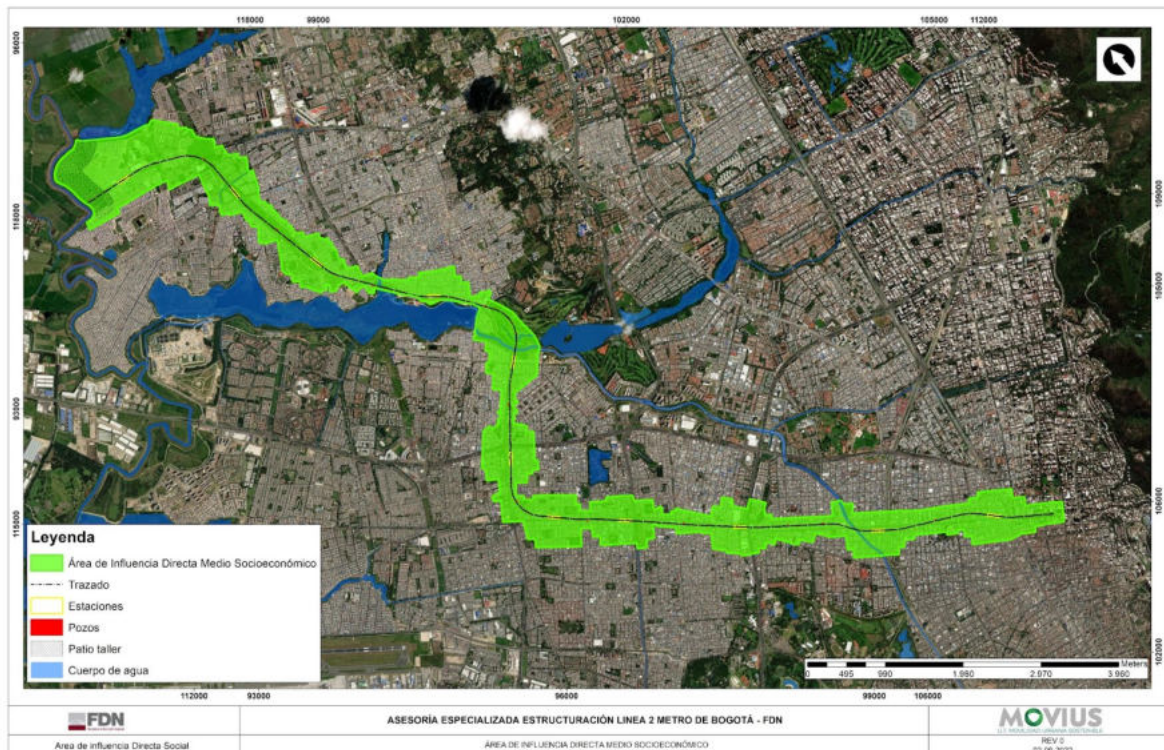 118000 99000 102000 105000 112000
96000
118000
93000
115000
109000
105000
106000
102000
Leyenda
Área de Influencia Directa Medio Socioeconómico
Trazado
Estaciones
Pozos
Patio taller
Cuerpo de agua
Meters
0 495 990 1.980 2.970 3.960
112000 93000 96000 99000 106000
FDN
Area de influencia Directa Social
ASESORÍA ESPECIALIZADA ESTRUCTURACIÓN LINEA 2 METRO DE BOGOTÁ - FDN
ÁREA DE INFLUENCIA DIRECTA MEDIO SOCIOECONÓMICO
MOVIUS
REV 0